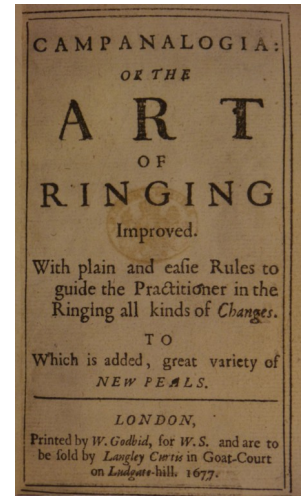 CAMPANALOGIA:
OR THE
ART
OF
RINGING
Improved.
With plain and eaſie Rules to
guide the Practitioner in the
Ringing all kinds of Changes.
TO
Which is added, great variety of
NEW PEALS.
LONDON,
Printed by W. Godbid, for W. S. and are to
be ſold by Langley Curtis in Goat-Court
on Ludgate-hill. 1677.